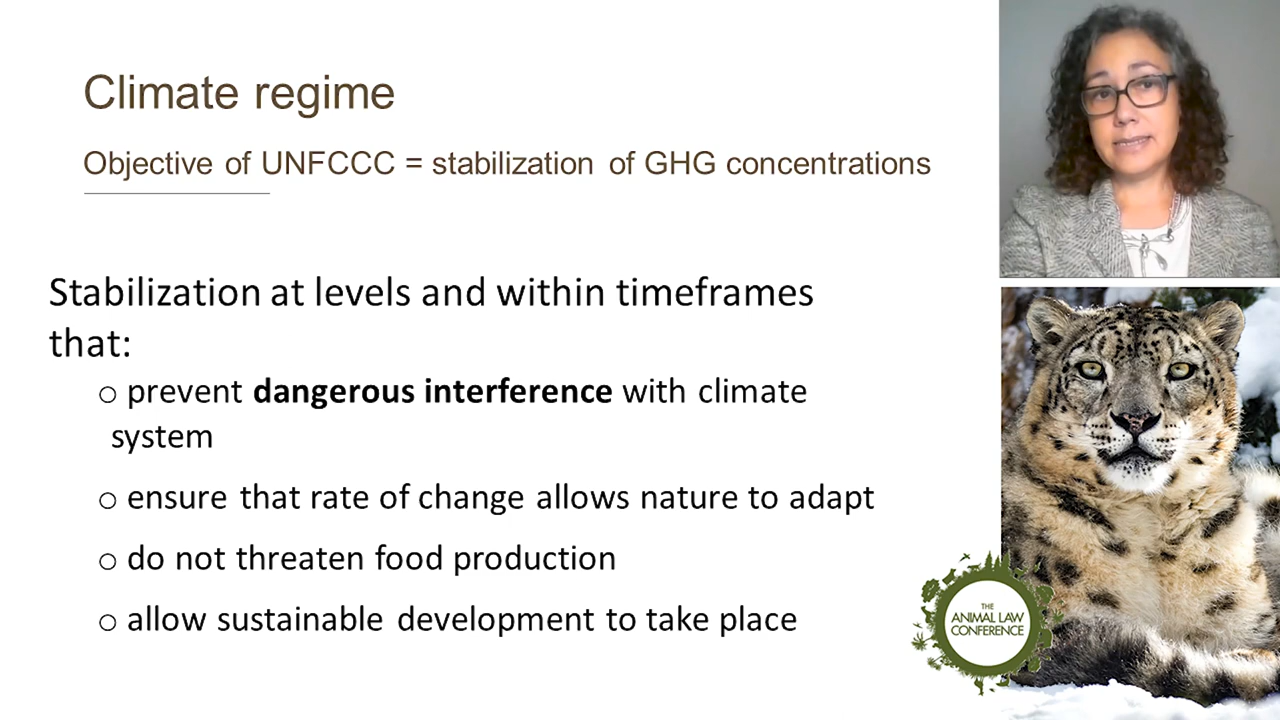 Climate regime
Objective of UNFCCC = stabilization of GHG concentrations
Stabilization at levels and within timeframes
that:
○ prevent dangerous interference with climate
system
○ ensure that rate of change allows nature to adapt
○ do not threaten food production
○ allow sustainable development to take place
THE
ANIMAL LAW
CONFERENCE